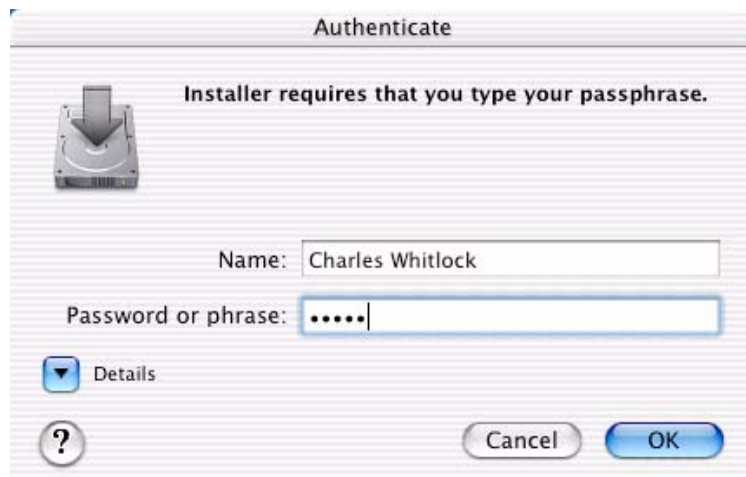 Authenticate
Installer requires that you type your passphrase.
Name: Charles Whitlock
Password or phrase: •••••
Details
? Cancel OK